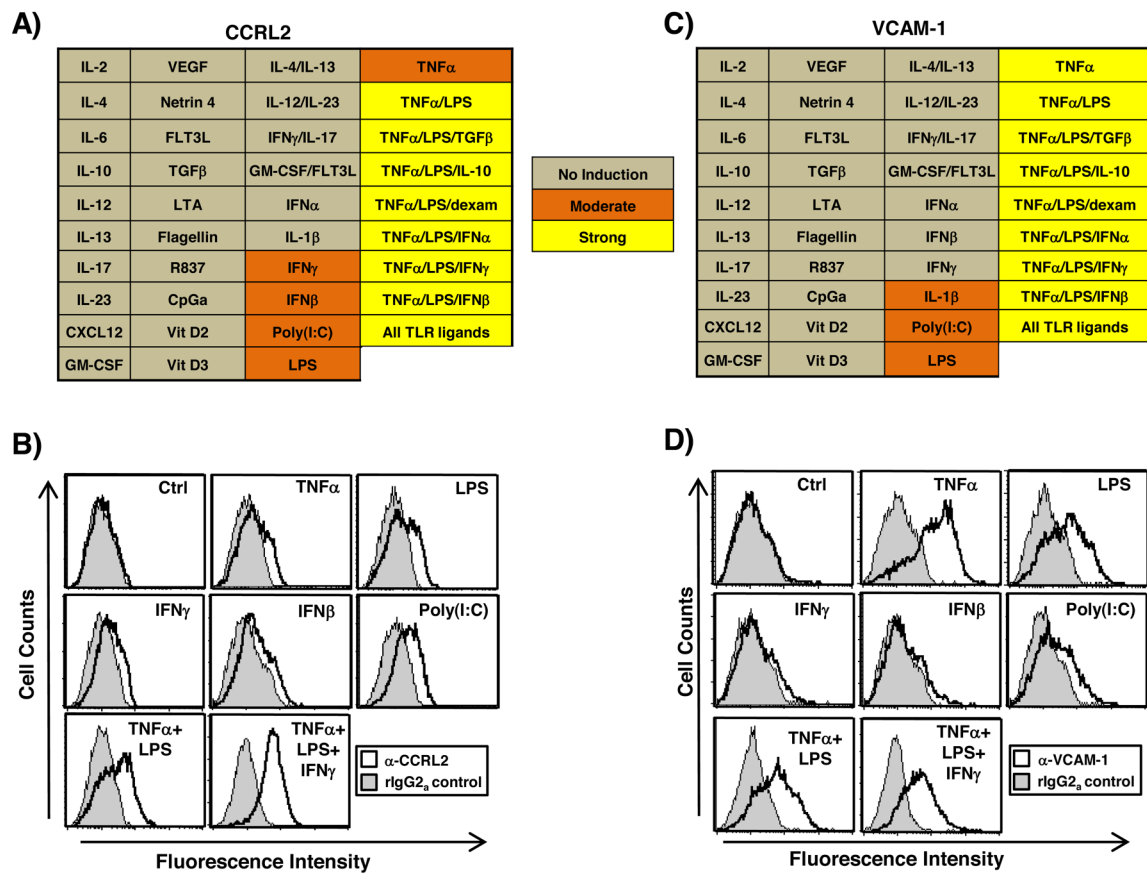 A)
CCRL2
IL-2 VEGF IL-4/IL-13 TNFα
IL-4 Netrin 4 IL-12/IL-23 TNFα/LPS
IL-6 FLT3L IFNγ/IL-17 TNFα/LPS/TGFβ
IL-10 TGFβ GM-CSF/FLT3L TNFα/LPS/IL-10
IL-12 LTA IFNα TNFα/LPS/dexam
IL-13 Flagellin IL-1β TNFα/LPS/IFNα
IL-17 R837 IFNγ TNFα/LPS/IFNγ
IL-23 CpGa IFNβ TNFα/LPS/IFNβ
CXCL12 Vit D2 Poly(I:C) All TLR ligands
GM-CSF Vit D3 LPS
No Induction
Moderate
Strong
C)
VCAM-1
IL-2 VEGF IL-4/IL-13 TNFα
IL-4 Netrin 4 IL-12/IL-23 TNFα/LPS
IL-6 FLT3L IFNγ/IL-17 TNFα/LPS/TGFβ
IL-10 TGFβ GM-CSF/FLT3L TNFα/LPS/IL-10
IL-12 LTA IFNα TNFα/LPS/dexam
IL-13 Flagellin IFNβ TNFα/LPS/IFNα
IL-17 R837 IFNγ TNFα/LPS/IFNγ
IL-23 CpGa IL-1β TNFα/LPS/IFNβ
CXCL12 Vit D2 Poly(I:C) All TLR ligands
GM-CSF Vit D3 LPS
B)
Ctrl TNFα LPS
IFNγ IFNβ Poly(I:C)
TNFα+
LPS
TNFα+
LPS+
IFNγ
α-CCRL2
rIgG2a control
Cell Counts
Fluorescence Intensity
D)
Ctrl TNFα LPS
IFNγ IFNβ Poly(I:C)
TNFα+
LPS
TNFα+
LPS+
IFNγ
α-VCAM-1
rIgG2a control
Cell Counts
Fluorescence Intensity